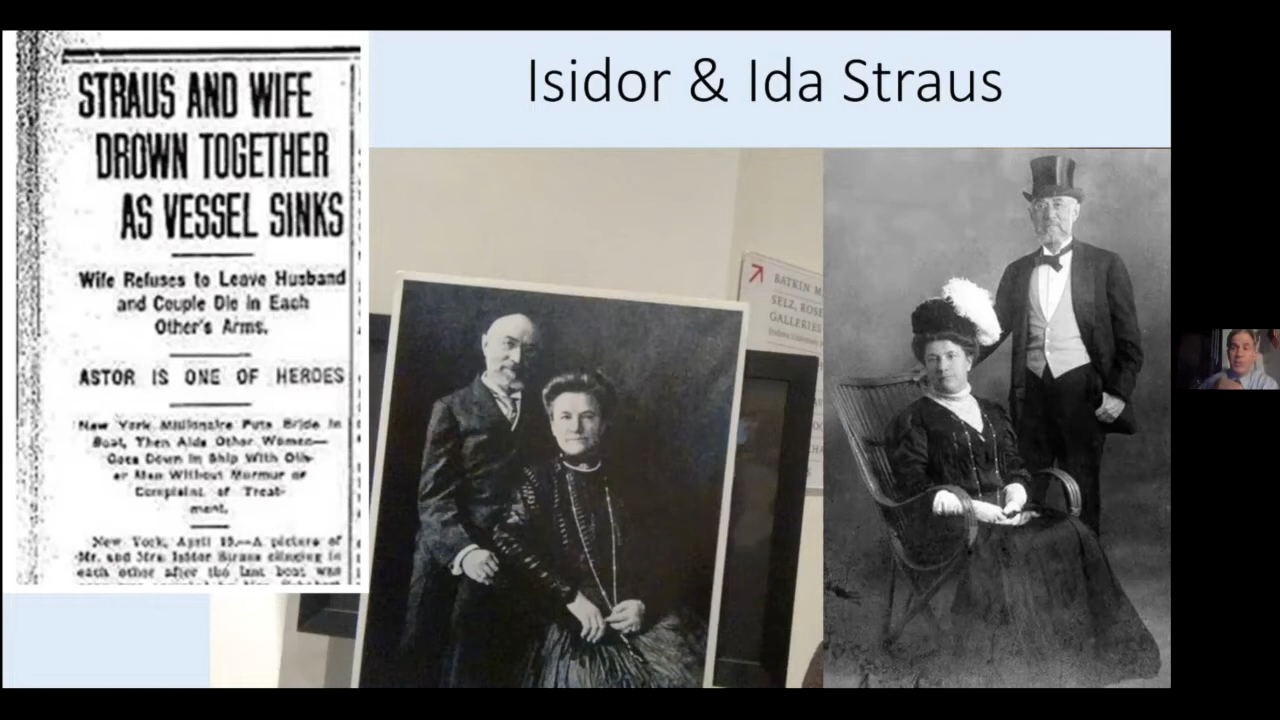 Isidor & Ida Straus
STRAUS AND WIFE
DROWN TOGETHER
AS VESSEL SINKS
Wife Refuses to Leave Husband
and Couple Die in Each
Other's Arms.
ASTOR IS ONE OF HEROES
New York Millionaire Puts Bride in
Boat, Then Aids Other Women—
Goes Down in Ship With Oth-
er Men Without Murmur or
Complaint of Treat-
ment.
New York, April 19.—A picture of
Mr. and Mrs. Isidor Straus clinging to
each other after the last boat was
BATKIN M
SELZ, ROSE
GALLERIES